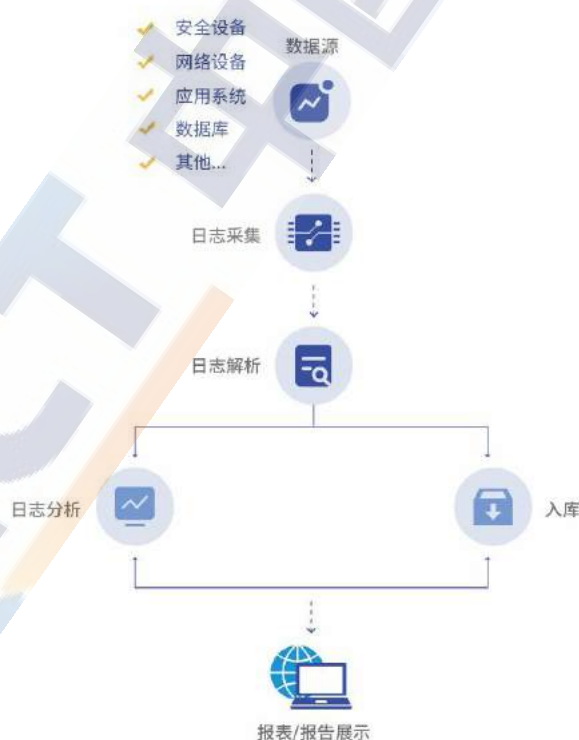 安全设备
数据源
网络设备
应用系统
数据库
其他...
日志采集
日志解析
日志分析
入库
报表/报告展示